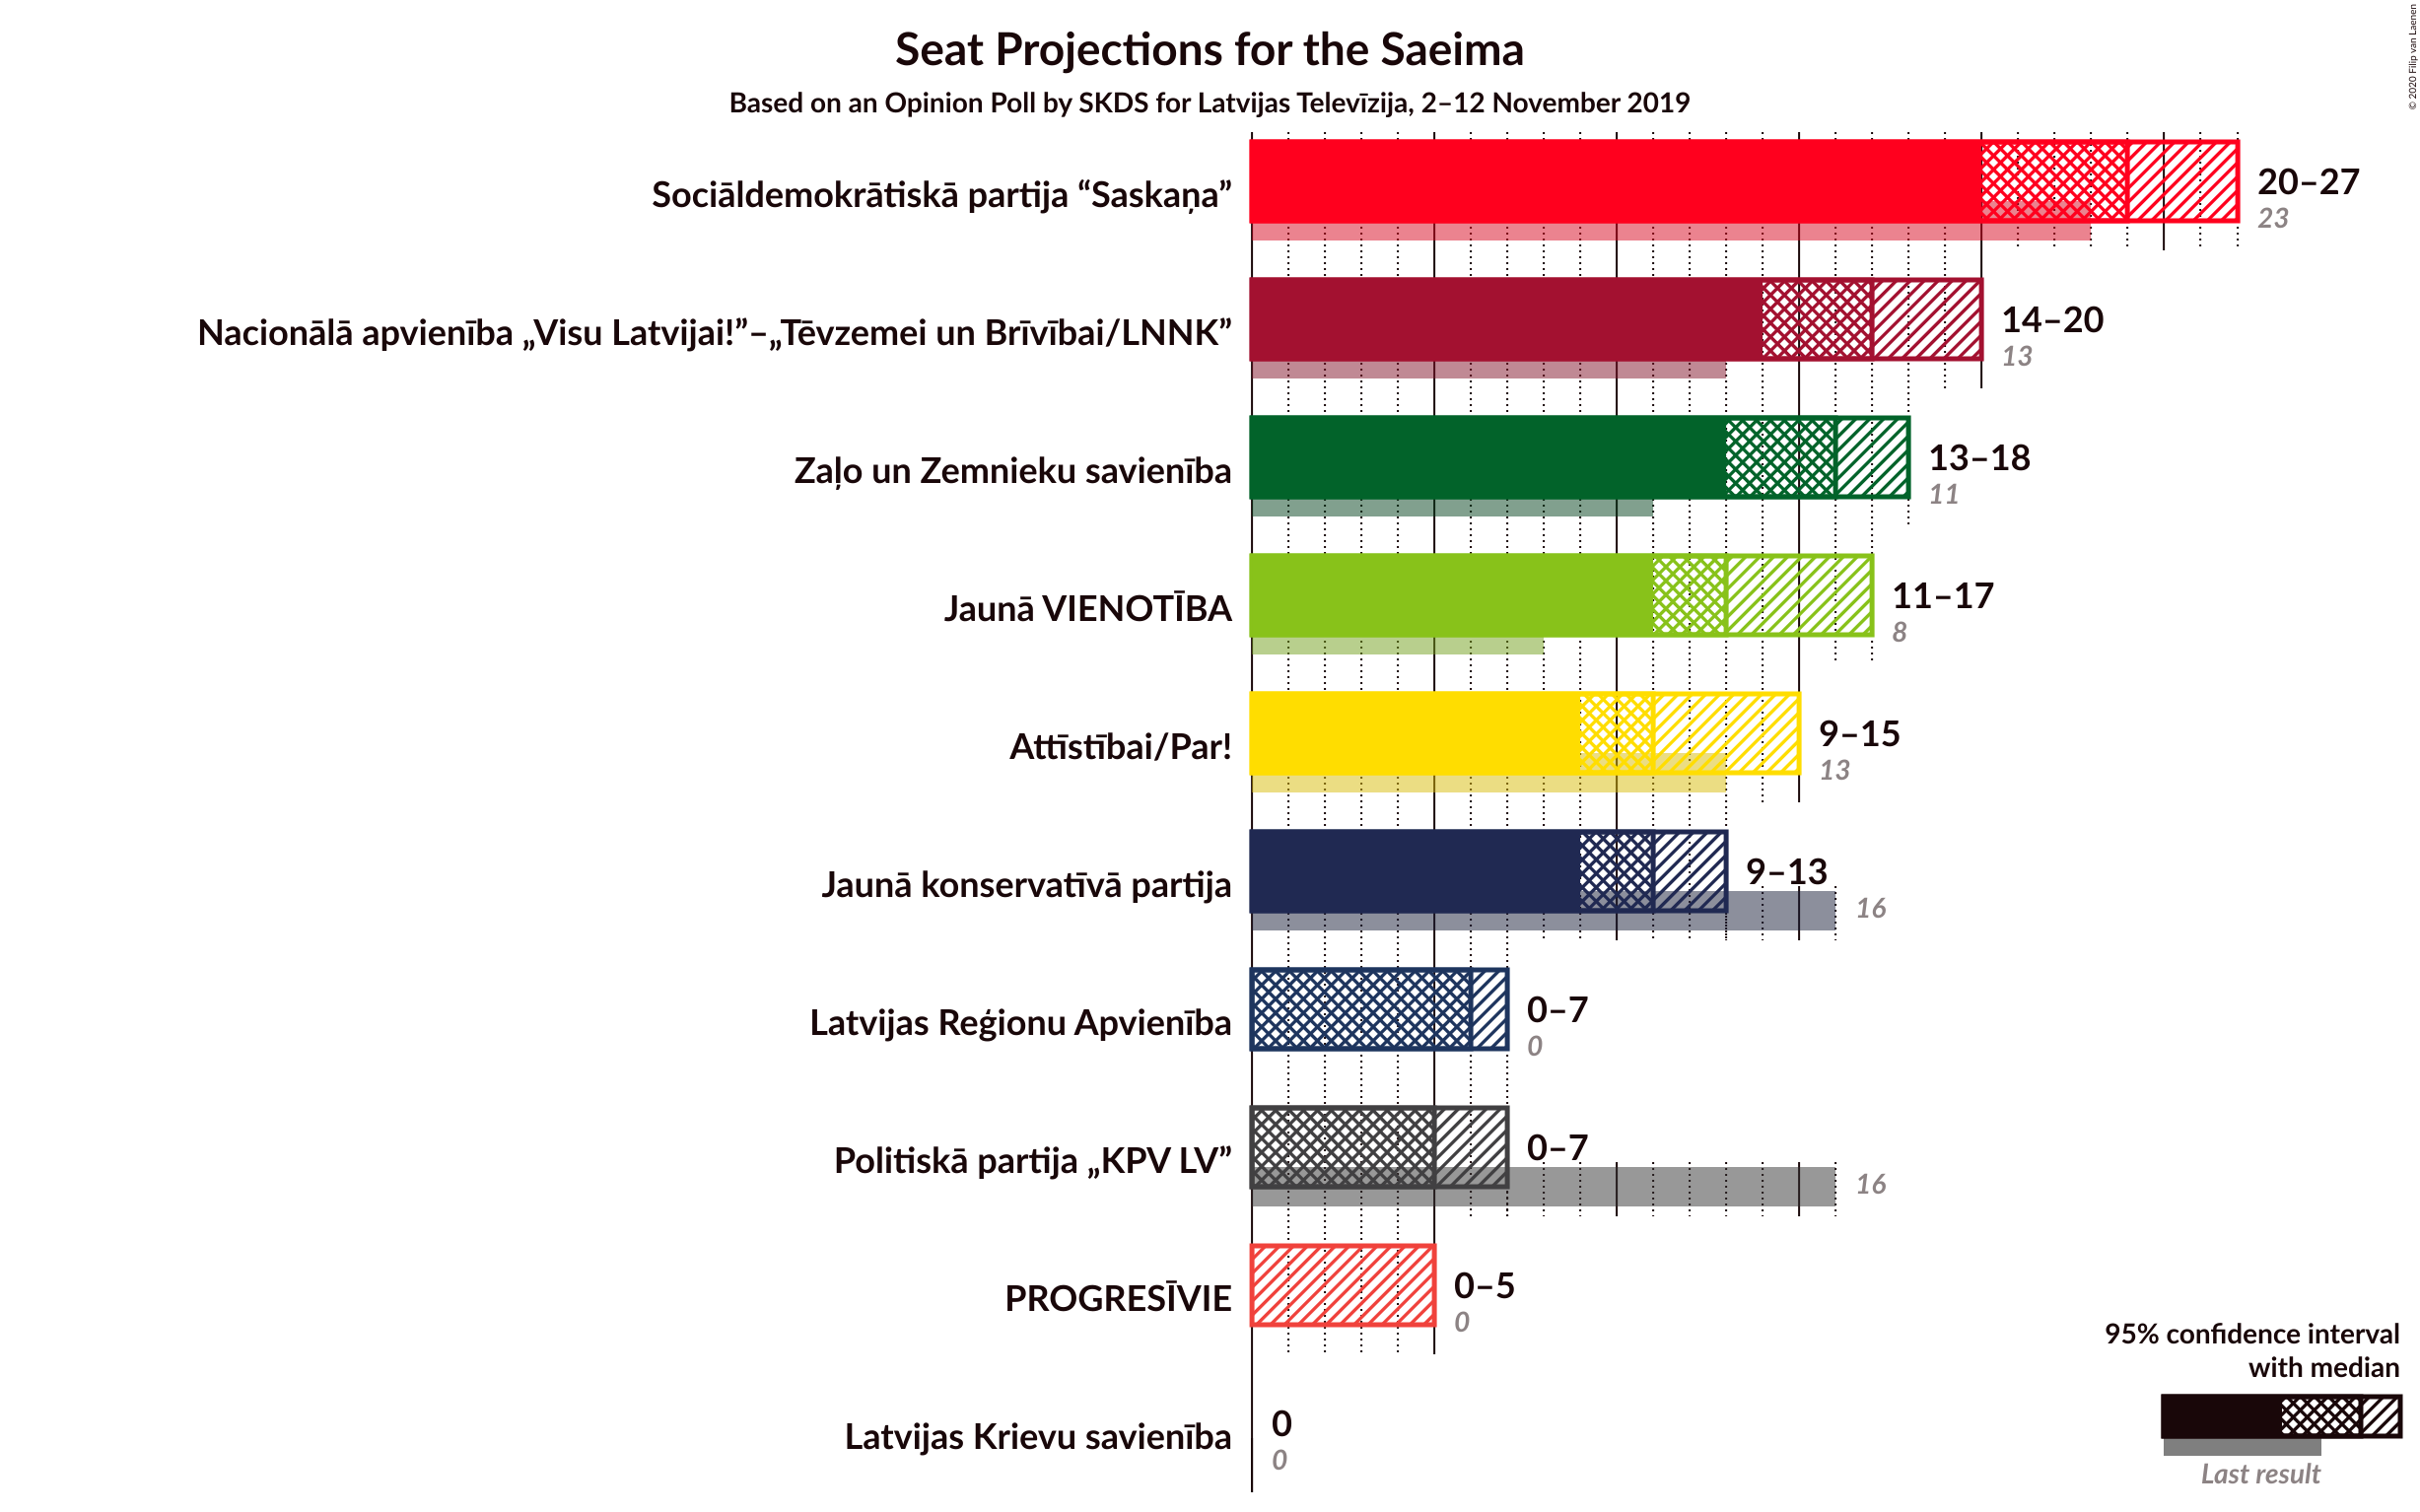 Seat Projections for the Saeima
Based on an Opinion Poll by SKDS for Latvijas Televīzija, 2–12 November 2019
© 2020 Filip van Laenen
Sociāldemokrātiskā partija “Saskaņa”
20–27
23
Nacionālā apvienība „Visu Latvijai!”–„Tēvzemei un Brīvībai/LNNK”
14–20
13
Zaļo un Zemnieku savienība
13–18
11
Jaunā VIENOTĪBA
11–17
8
Attīstībai/Par!
9–15
13
Jaunā konservatīvā partija
9–13
16
Latvijas Reģionu Apvienība
0–7
0
Politiskā partija „KPV LV”
0–7
16
PROGRESĪVIE
0–5
0
Latvijas Krievu savienība
0
0
95% confidence interval
with median
Last result